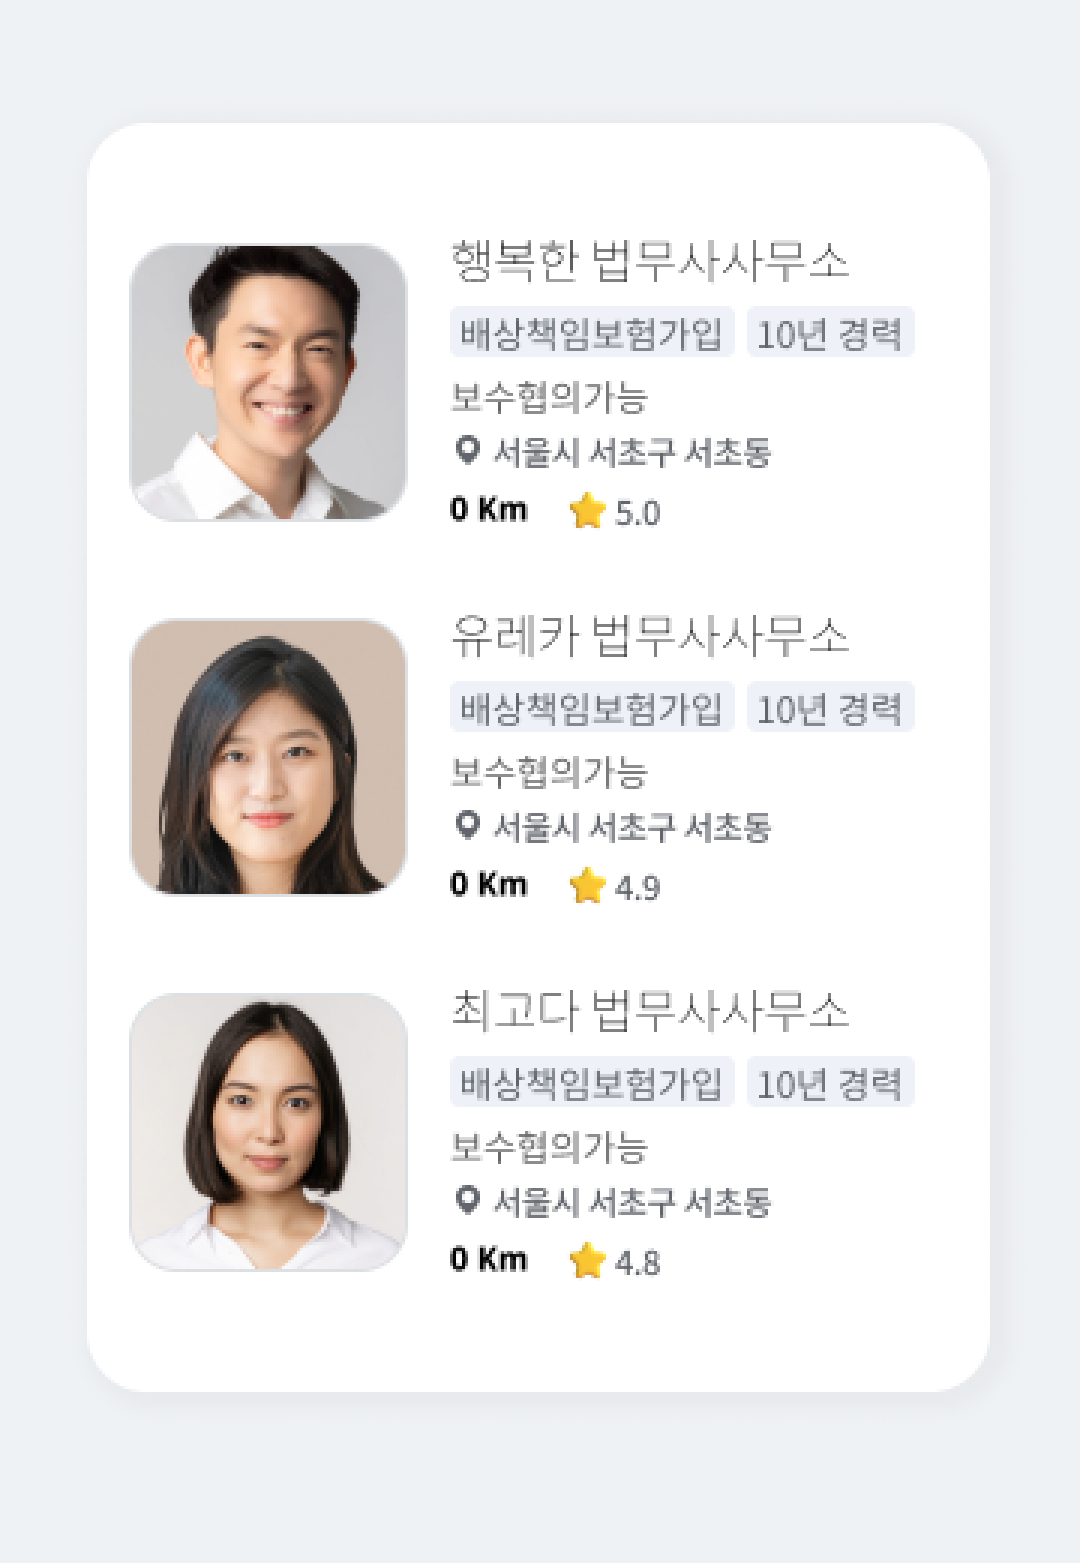 행복한 법무사사무소
배상책임보험가입 10년 경력
보수협의가능
서울시 서초구 서초동
0 Km 5.0
유레카 법무사사무소
배상책임보험가입 10년 경력
보수협의가능
서울시 서초구 서초동
0 Km 4.9
최고다 법무사사무소
배상책임보험가입 10년 경력
보수협의가능
서울시 서초구 서초동
0 Km 4.8